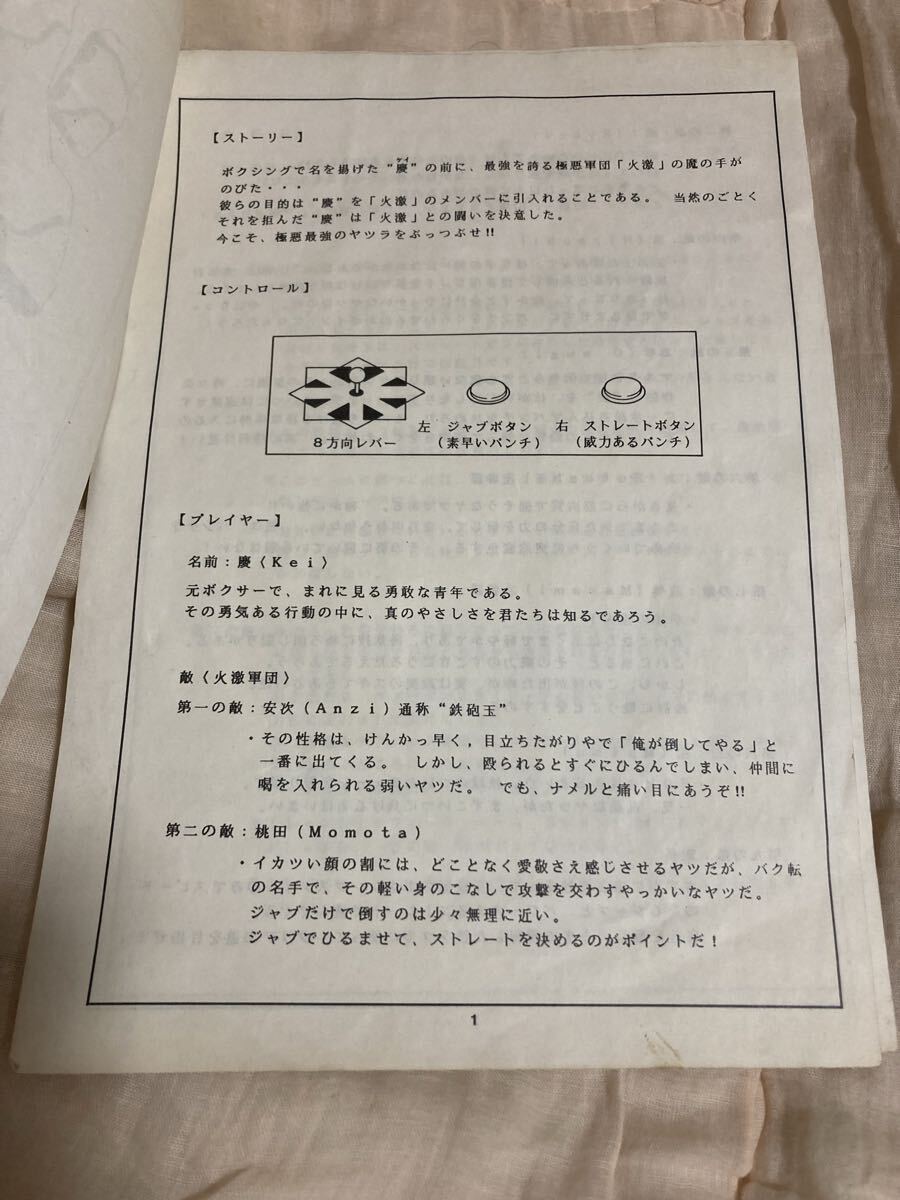 【ストーリー】
ケイ
ボクシングで名を揚げた“慶”の前に、最強を誇る極悪軍団「火激」の魔の手が
のびた・・・
彼らの目的は“慶”を「火激」のメンバーに引入れることである。　当然のごとく
それを拒んだ“慶”は「火激」との闘いを決意した。
今こそ、極悪最強のヤツラをぶっつぶせ!!
【コントロール】
左　ジャブボタン　右　ストレートボタン
8方向レバー　（素早いパンチ）　（威力あるパンチ）
【プレイヤー】
名前：慶〈Kei〉
元ボクサーで、まれに見る勇敢な青年である。
その勇気ある行動の中に、真のやさしさを君たちは知るであろう。
敵〈火激軍団〉
第一の敵：安次（Anzi）通称“鉄砲玉”
・その性格は、けんかっ早く，目立ちたがりやで「俺が倒してやる」と
一番に出てくる。　しかし、殴られるとすぐにひるんでしまい、仲間に
喝を入れられる弱いヤツだ。　でも、ナメルと痛い目にあうぞ!!
第二の敵：桃田（Momota）
・イカツい顔の割には、どことなく愛敬さえ感じさせるヤツだが、バク転
の名手で、その軽い身のこなしで攻撃を交わすやっかいなヤツだ。
ジャブだけで倒すのは少々無理に近い。
ジャブでひるませて、ストレートを決めるのがポイントだ！
1